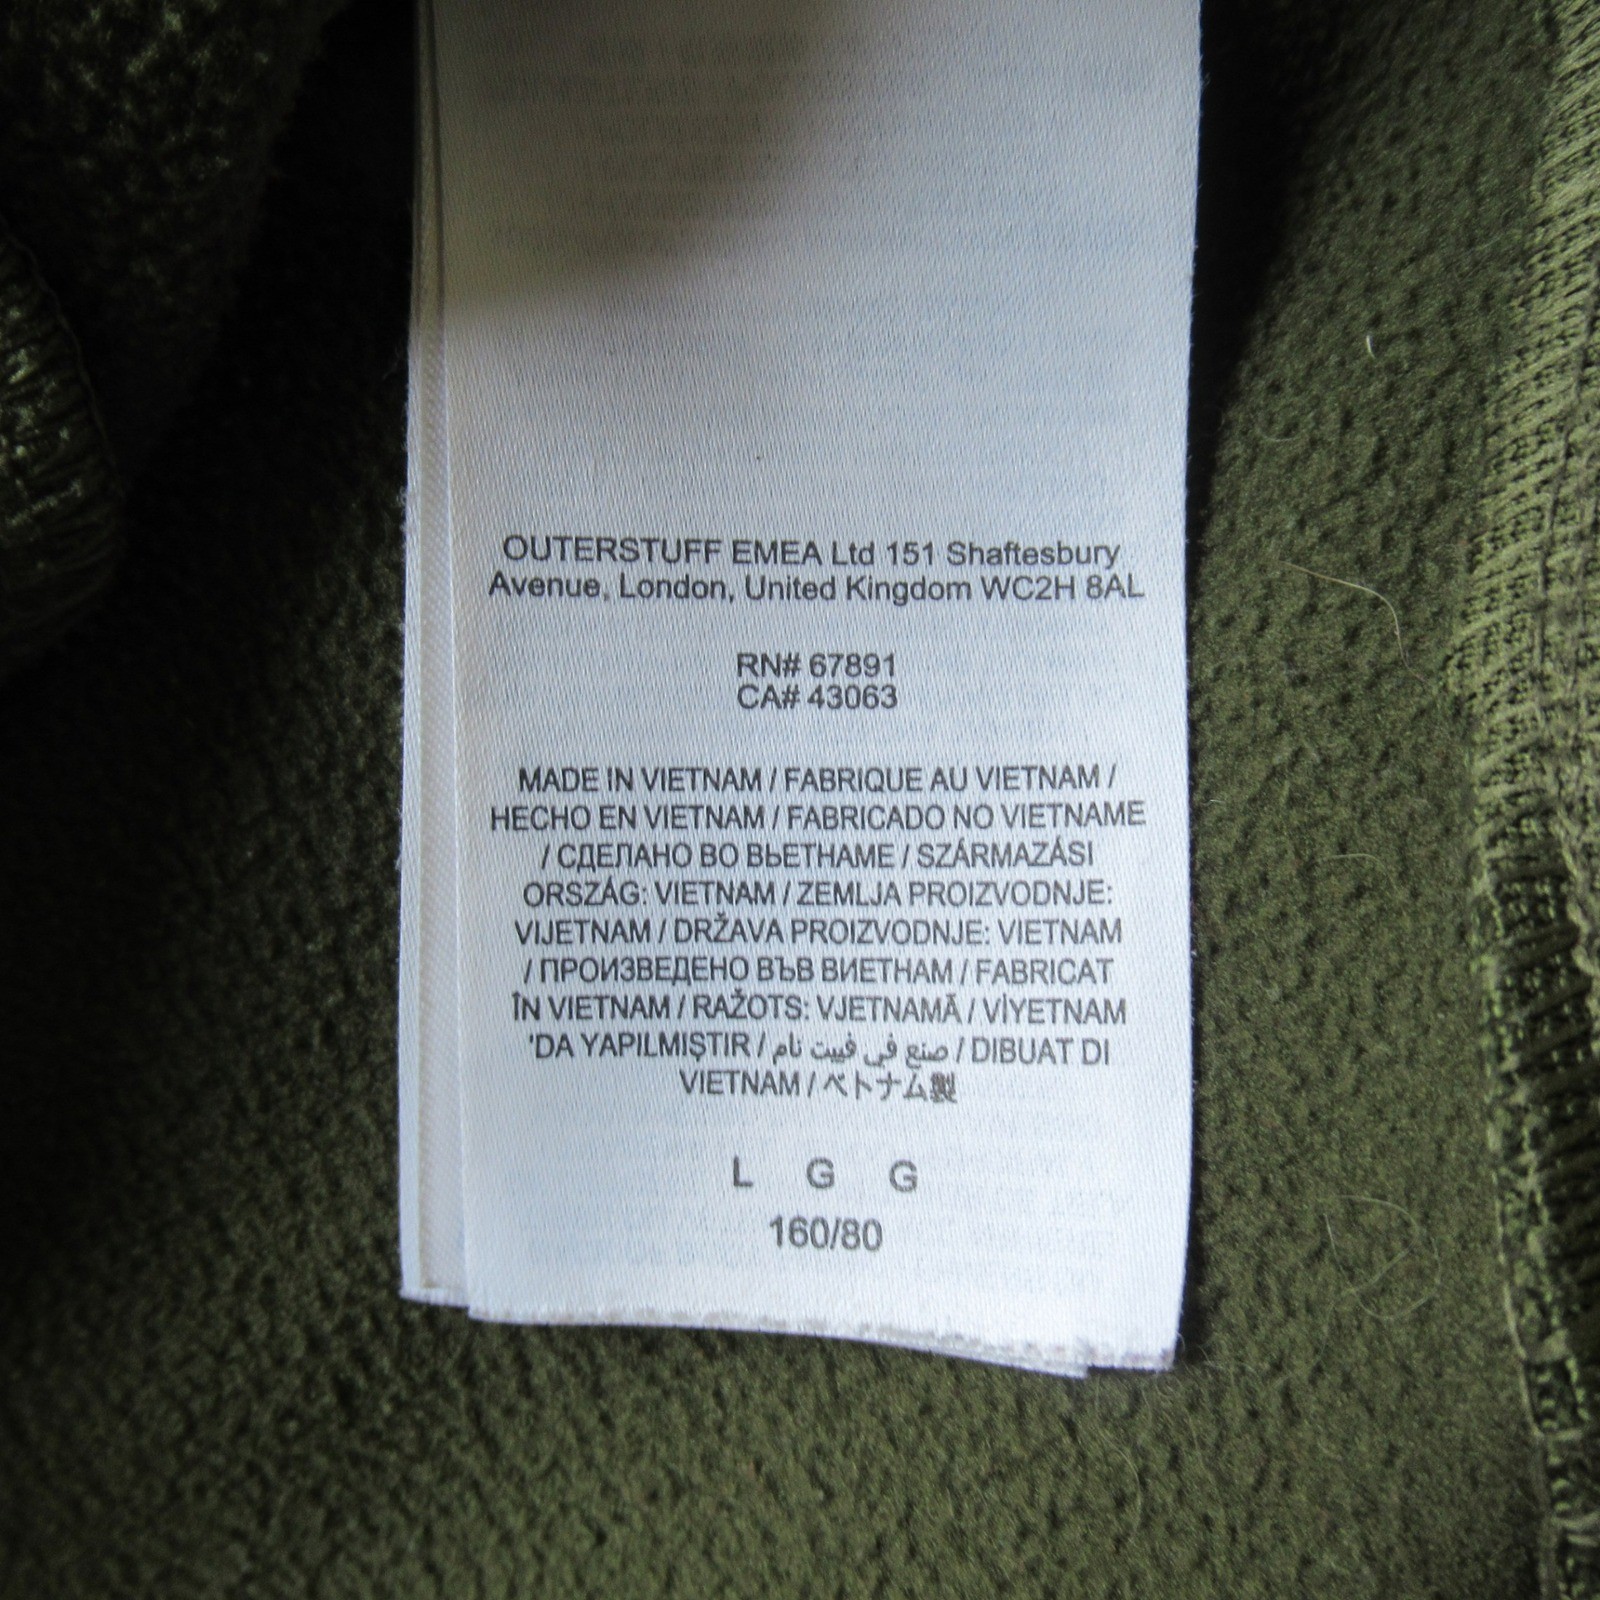 OUTERSTUFF EMEA Ltd 151 Shaftesbury
Avenue, London, United Kingdom WC2H 8AL
RN# 67891
CA# 43063
MADE IN VIETNAM / FABRIQUE AU VIETNAM /
HECHO EN VIETNAM / FABRICADO NO VIETNAME
/ СДЕЛАНО ВО ВЬЕТНАМЕ / SZÁRMAZÁSI
ORSZÁG: VIETNAM / ZEMLJA PROIZVODNJE:
VIJETNAM / DRŽAVA PROIZVODNJE: VIETNAM
/ ПРОИЗВЕДЕНО ВЪВ ВИЕТНАМ / FABRICAT
ÎN VIETNAM / RAŽOTS: VJETNAMĀ / VİYETNAM
'DA YAPILMIŞTIR / صنع في فييت نام / DIBUAT DI
VIETNAM / ベトナム製
L G G
160/80